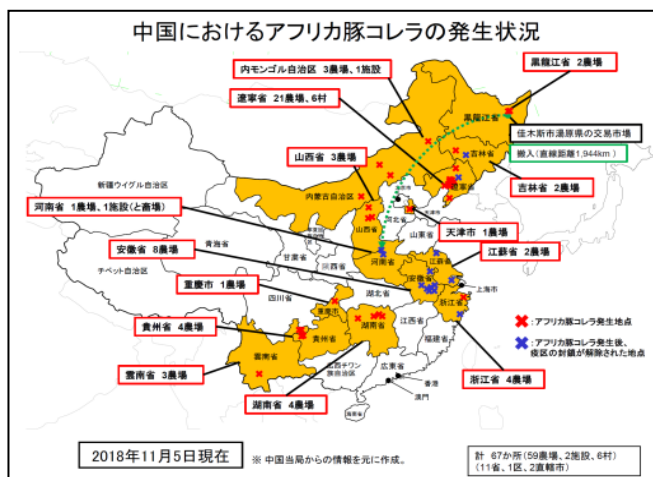 中国におけるアフリカ豚コレラの発生状況
内モンゴル自治区 3農場、1施設
黒龍江省 2農場
遼寧省 21農場、6村
黒龍江省
佳木斯市湯原県の交易市場
搬入(直線距離1,944km)
吉林省
山西省 3農場
新疆ウイグル自治区
内蒙古自治区
遼寧省
吉林省 2農場
河南省 1農場、1施設(と畜場)
河北省
天津市
山西省
山東省
天津市 1農場
青海省
安徽省 8農場
甘粛省
陝西省
河南省
江蘇省
江蘇省 2農場
チベット自治区
安徽省
上海市
重慶市 1農場
四川省
湖北省
重慶市
浙江省
貴州省 4農場
湖南省
江西省
貴州省
福建省
:アフリカ豚コレラ発生地点
:アフリカ豚コレラ発生後、
疫区の封鎖が解除された地点
雲南省
広西チワン
族自治区
広東省
雲南省 3農場
香港
澳門
浙江省 4農場
湖南省 4農場
海南省
2018年11月5日現在
※ 中国当局からの情報を元に作成。
計 67か所(59農場、2施設、6村)
(11省、1区、2直轄市)